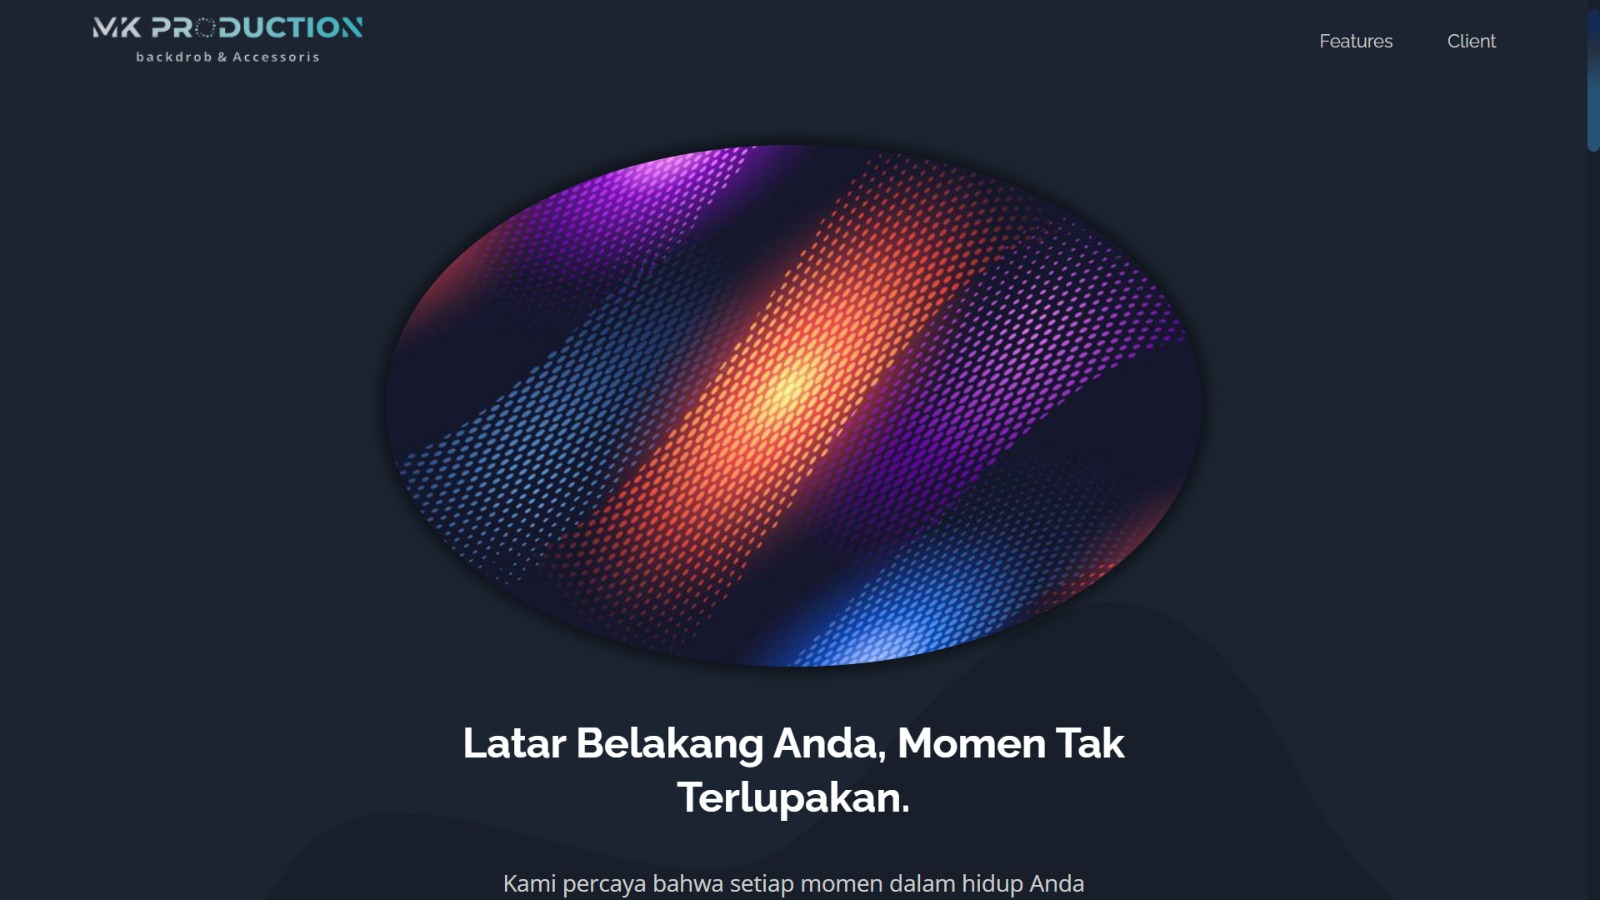 MK PRODUCTION
backdrob & Accessoris
Features
Client
Latar Belakang Anda, Momen Tak
Terlupakan.
Kami percaya bahwa setiap momen dalam hidup Anda